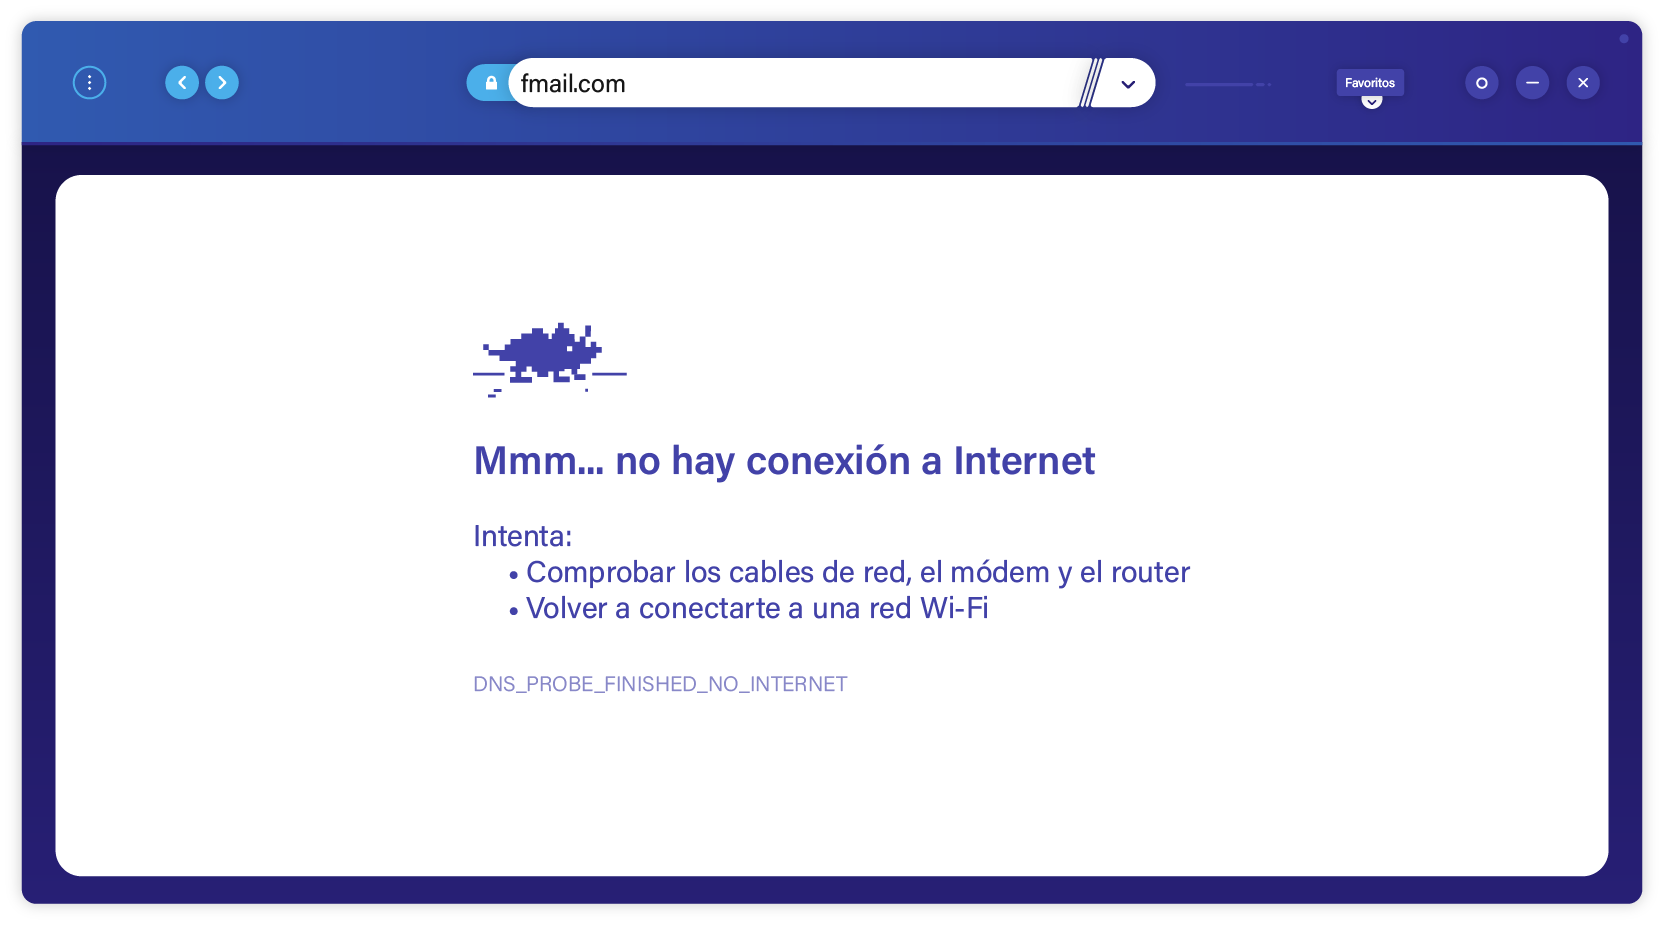 fmail.com
Favoritos
Mmm... no hay conexión a Internet
Intenta:
• Comprobar los cables de red, el módem y el router
• Volver a conectarte a una red Wi-Fi
DNS_PROBE_FINISHED_NO_INTERNET